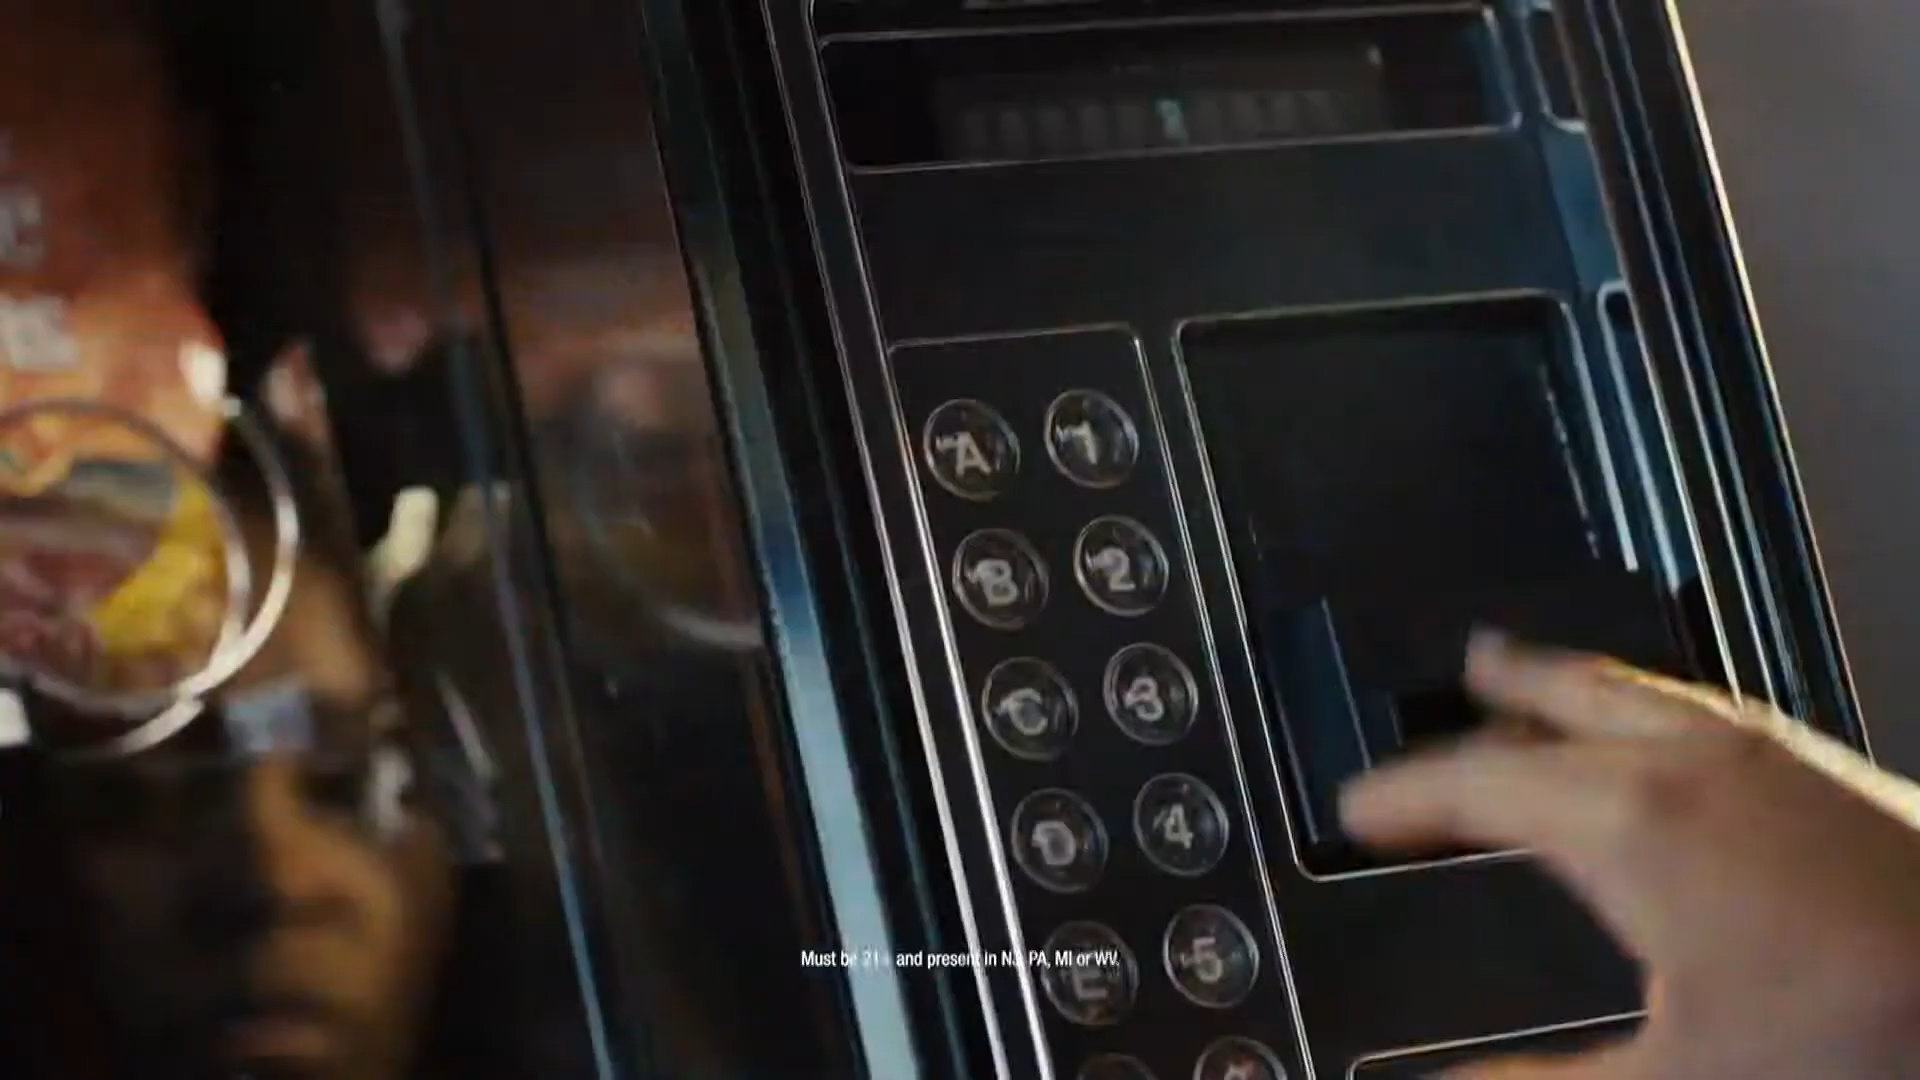 A 1
B 2
C 3
D 4
E 5
Must be 21+ and present in NJ, PA, MI or WV.